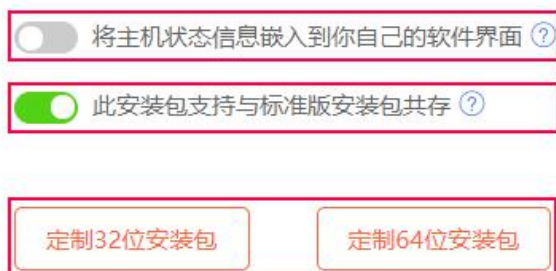 将主机状态信息嵌入到你自己的软件界面 ?
此安装包支持与标准版安装包共存 ?
定制32位安装包 定制64位安装包